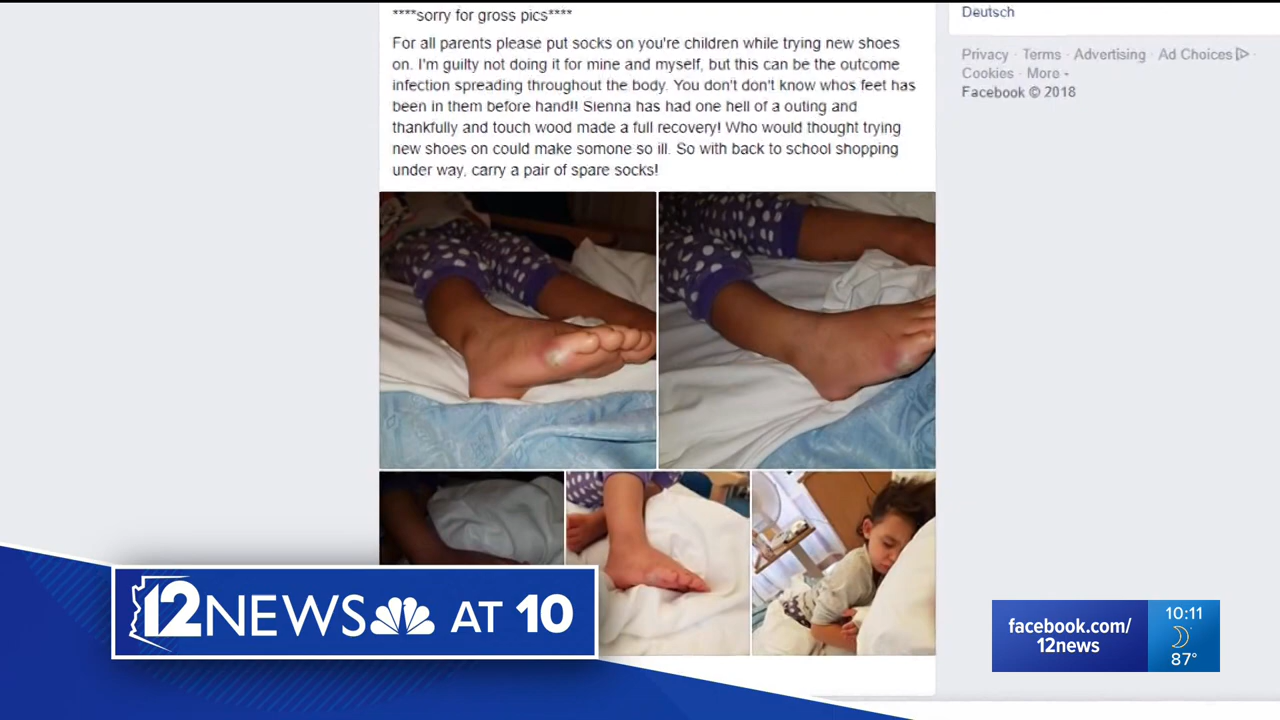 ****sorry for gross pics****
For all parents please put socks on you're children while trying new shoes
on. I'm guilty not doing it for mine and myself, but this can be the outcome
infection spreading throughout the body. You don't don't know whos feet has
been in them before hand!! Sienna has had one hell of a outing and
thankfully and touch wood made a full recovery! Who would thought trying
new shoes on could make somone so ill. So with back to school shopping
under way, carry a pair of spare socks!
Deutsch
Privacy · Terms · Advertising · Ad Choices ·
Cookies · More
Facebook © 2018
12NEWS AT 10
facebook.com/
12news
10:11
87°